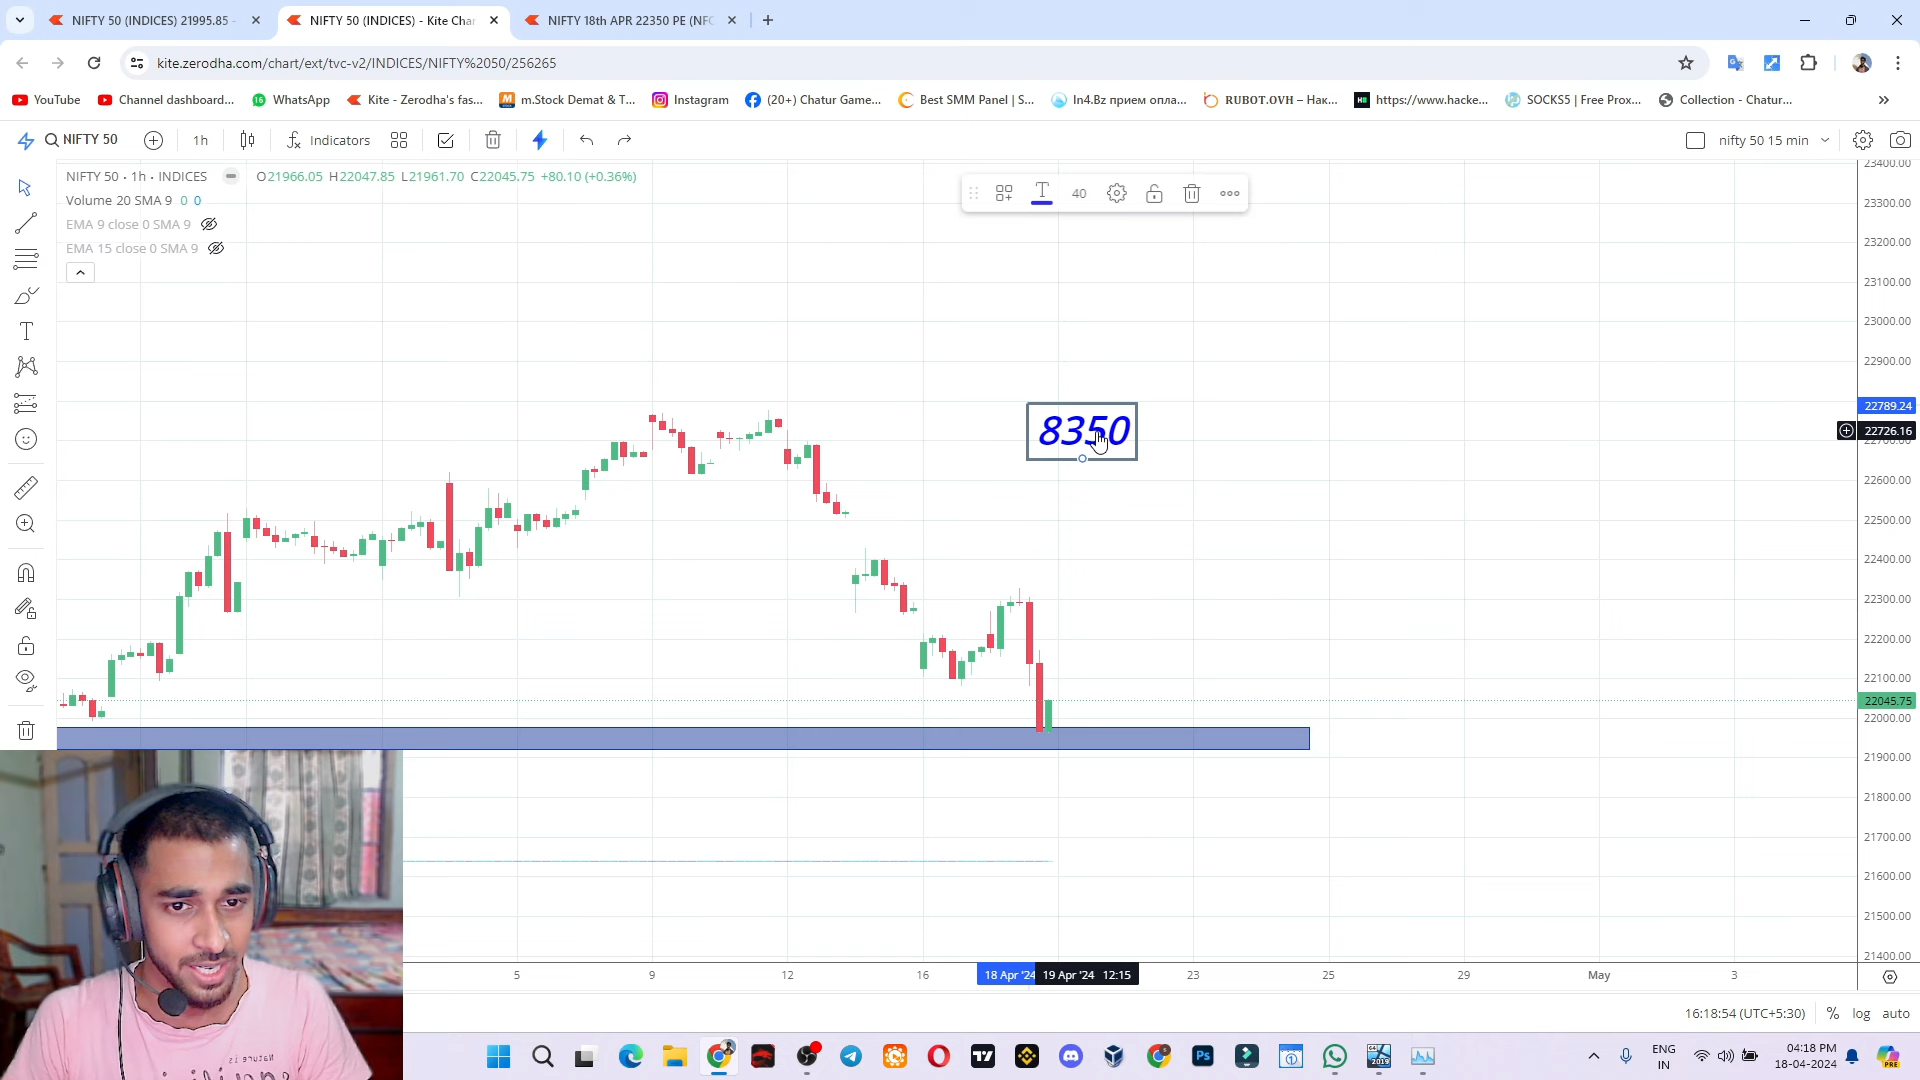 NIFTY 50 (INDICES) 21995.85 -
NIFTY 50 (INDICES) - Kite Char
NIFTY 18th APR 22350 PE (NFO
kite.zerodha.com/chart/ext/tvc-v2/INDICES/NIFTY%2050/256265
YouTube
Channel dashboard...
WhatsApp
Kite - Zerodha's fas...
m.Stock Demat & T...
Instagram
(20+) Chatur Game...
Best SMM Panel | S...
In4.Bz прием опла...
RUBOT.OVH – Нак...
https://www.hacke...
SOCKS5 | Free Prox...
Collection - Chatur...
NIFTY 50
1h
Indicators
nifty 50 15 min
NIFTY 50 · 1h · INDICES
O21966.05 H22047.85 L21961.70 C22045.75 +80.10 (+0.36%)
Volume 20 SMA 9 0 0
EMA 9 close 0 SMA 9
EMA 15 close 0 SMA 9
40
8350
23400.00
23300.00
23200.00
23100.00
23000.00
22900.00
22789.24
22726.16
22600.00
22500.00
22400.00
22300.00
22200.00
22100.00
22045.75
22000.00
21900.00
21800.00
21700.00
21600.00
21500.00
21400.00
5
9
12
16
18 Apr '24
19 Apr '24 12:15
23
25
29
May
3
16:18:54 (UTC+5:30)
%
log
auto
ENG
IN
04:18 PM
18-04-2024